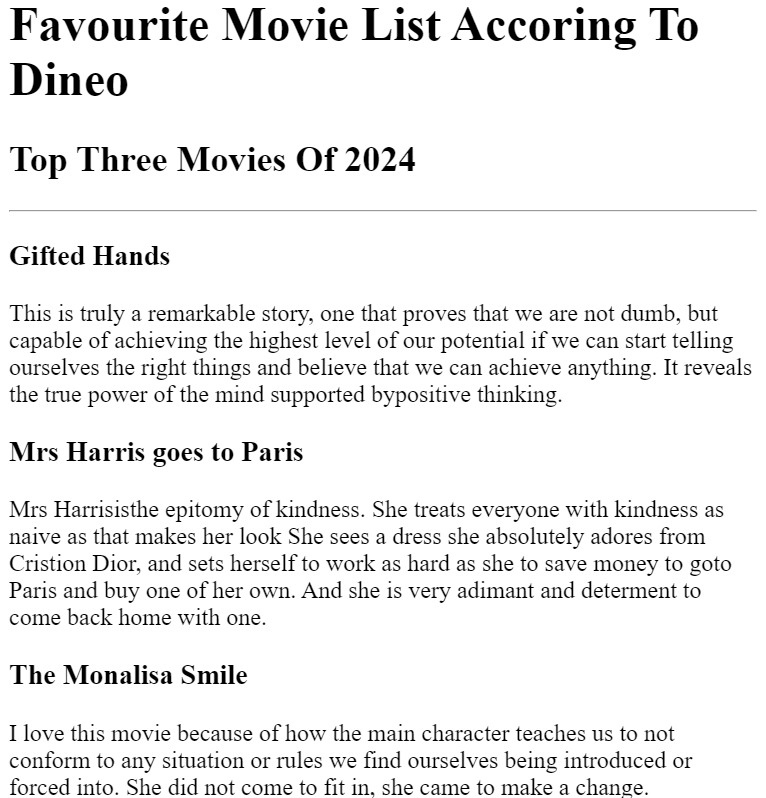 Favourite Movie List Accoring To
Dineo
Top Three Movies Of 2024
Gifted Hands
This is truly a remarkable story, one that proves that we are not dumb, but
capable of achieving the highest level of our potential if we can start telling
ourselves the right things and believe that we can achieve anything. It reveals
the true power of the mind supported bypositive thinking.
Mrs Harris goes to Paris
Mrs Harrisisthe epitomy of kindness. She treats everyone with kindness as
naive as that makes her look She sees a dress she absolutely adores from
Cristion Dior, and sets herself to work as hard as she to save money to goto
Paris and buy one of her own. And she is very adimant and determent to
come back home with one.
The Monalisa Smile
I love this movie because of how the main character teaches us to not
conform to any situation or rules we find ourselves being introduced or
forced into. She did not come to fit in, she came to make a change.